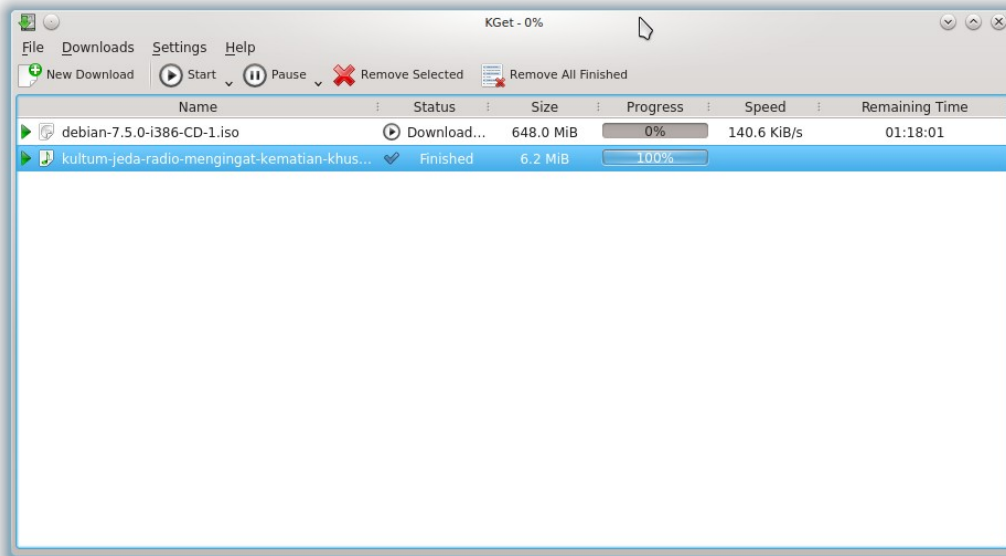 KGet - 0%
File Downloads Settings Help
New Download Start Pause Remove Selected Remove All Finished
Name Status Size Progress Speed Remaining Time
debian-7.5.0-i386-CD-1.iso Download... 648.0 MiB 0% 140.6 KiB/s 01:18:01
kultum-jeda-radio-mengingat-kematian-khus... Finished 6.2 MiB 100%